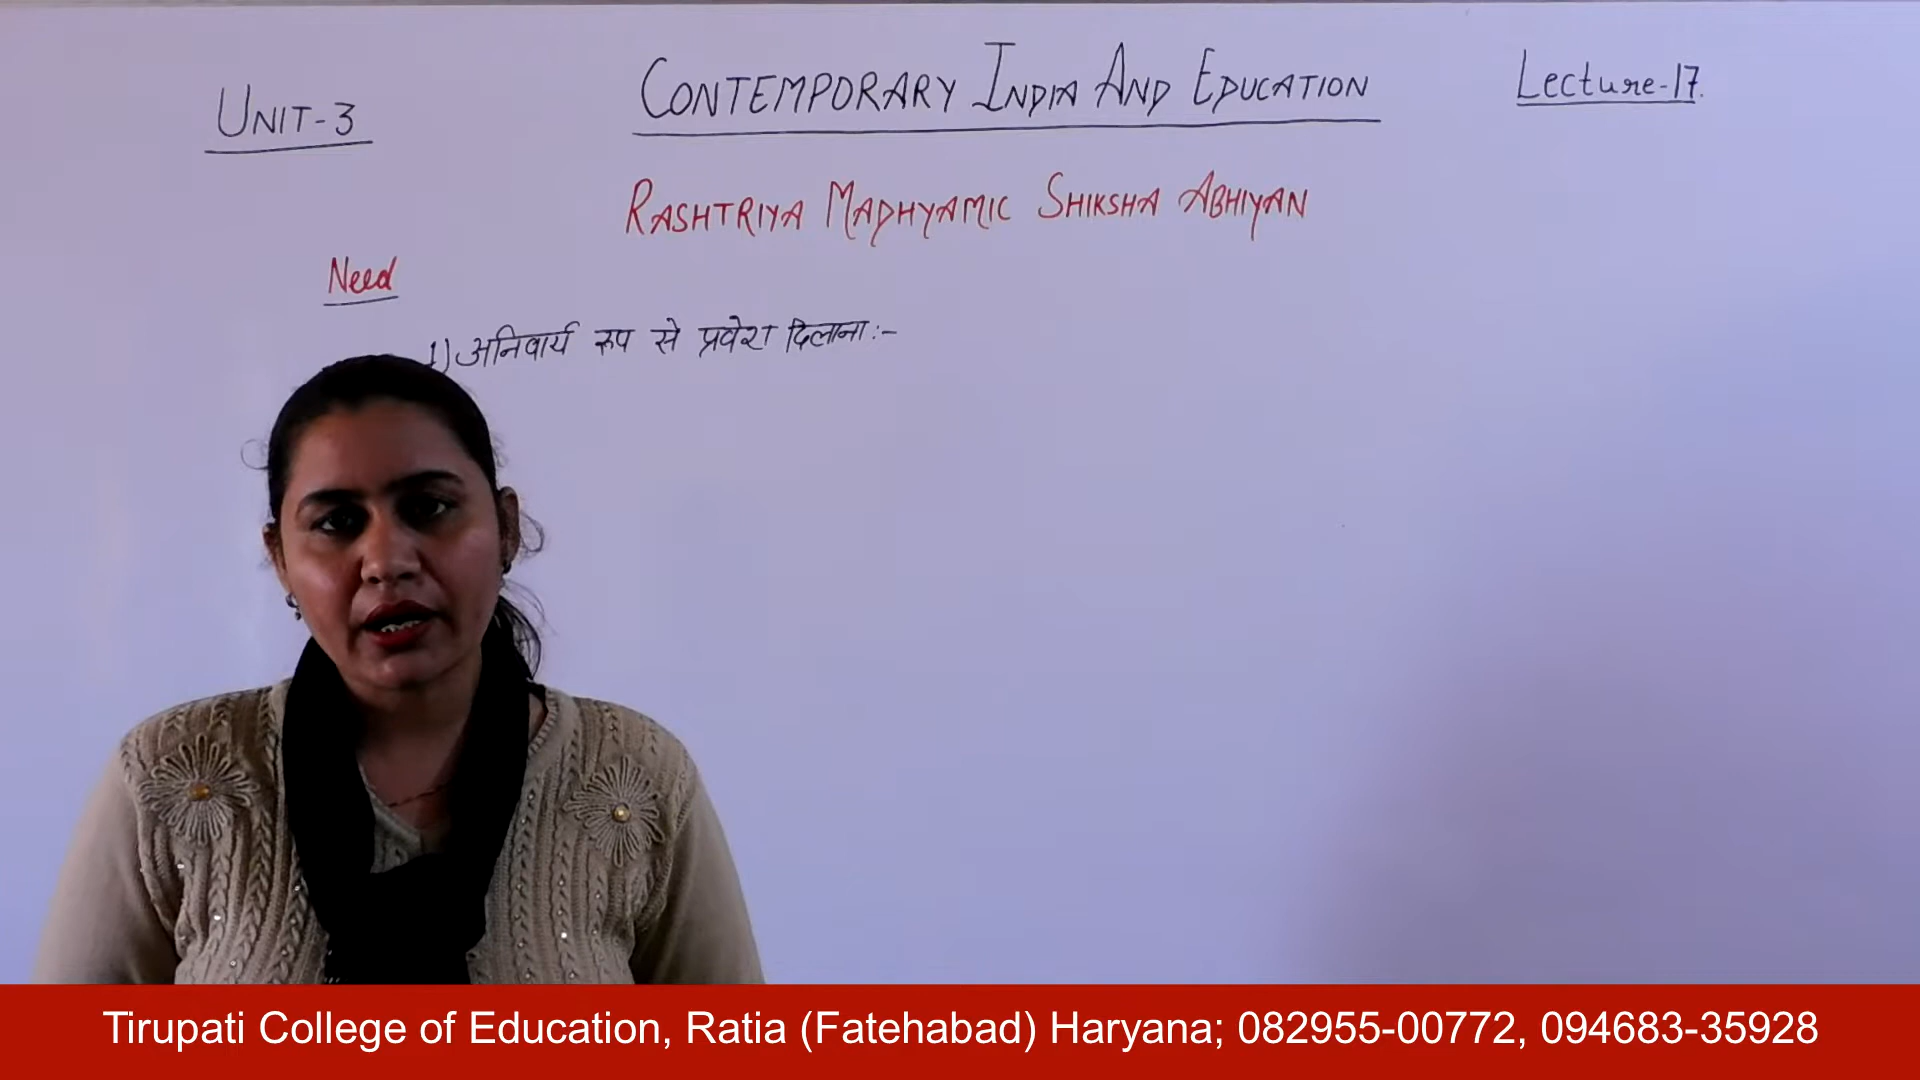 UNIT-3
CONTEMPORARY INDIA AND EDUCATION
Lecture-17.
RASHTRIYA MADHYAMIC SHIKSHA ABHIYAN
Need
1) अनिवार्य रूप से प्रवेश दिलाना :-
Tirupati College of Education, Ratia (Fatehabad) Haryana; 082955-00772, 094683-35928